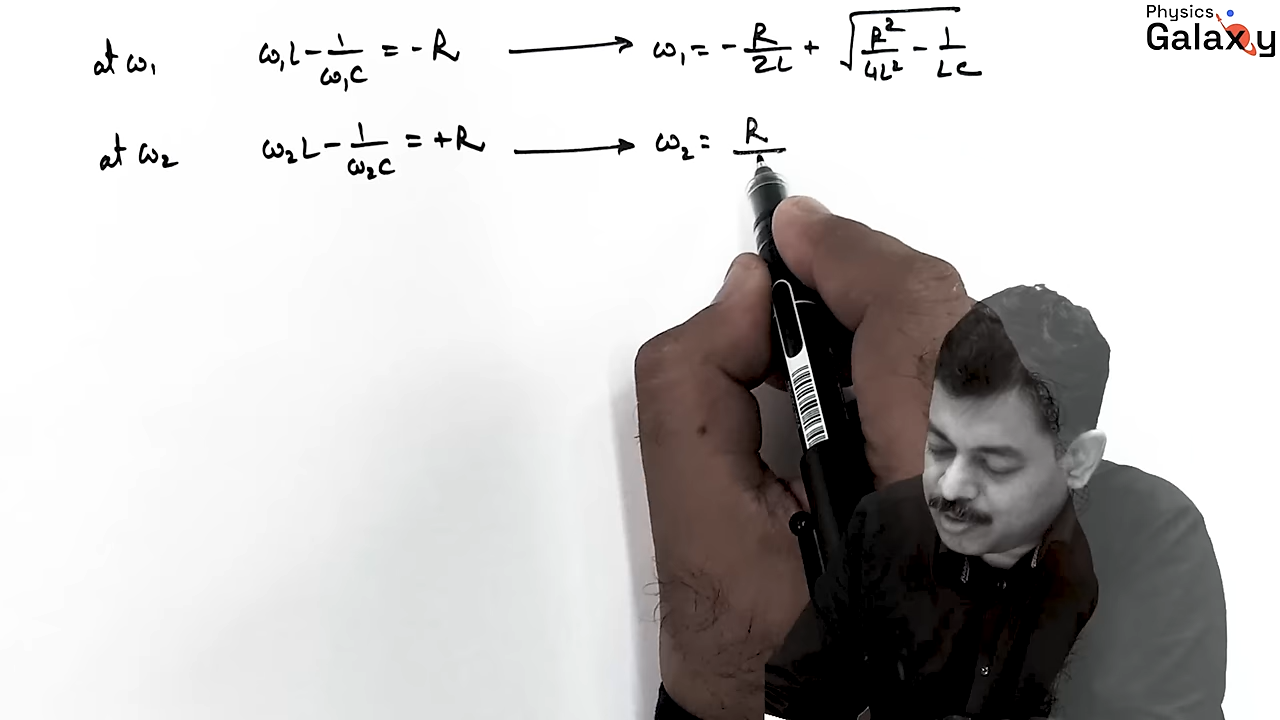 Physics
Galaxy
at ω₁ ω₁L - 1/ω₁C = -R ⟶ ω₁ = -R/2L + √(R²/4L² - 1/LC)
at ω₂ ω₂L - 1/ω₂C = +R ⟶ ω₂ = R/